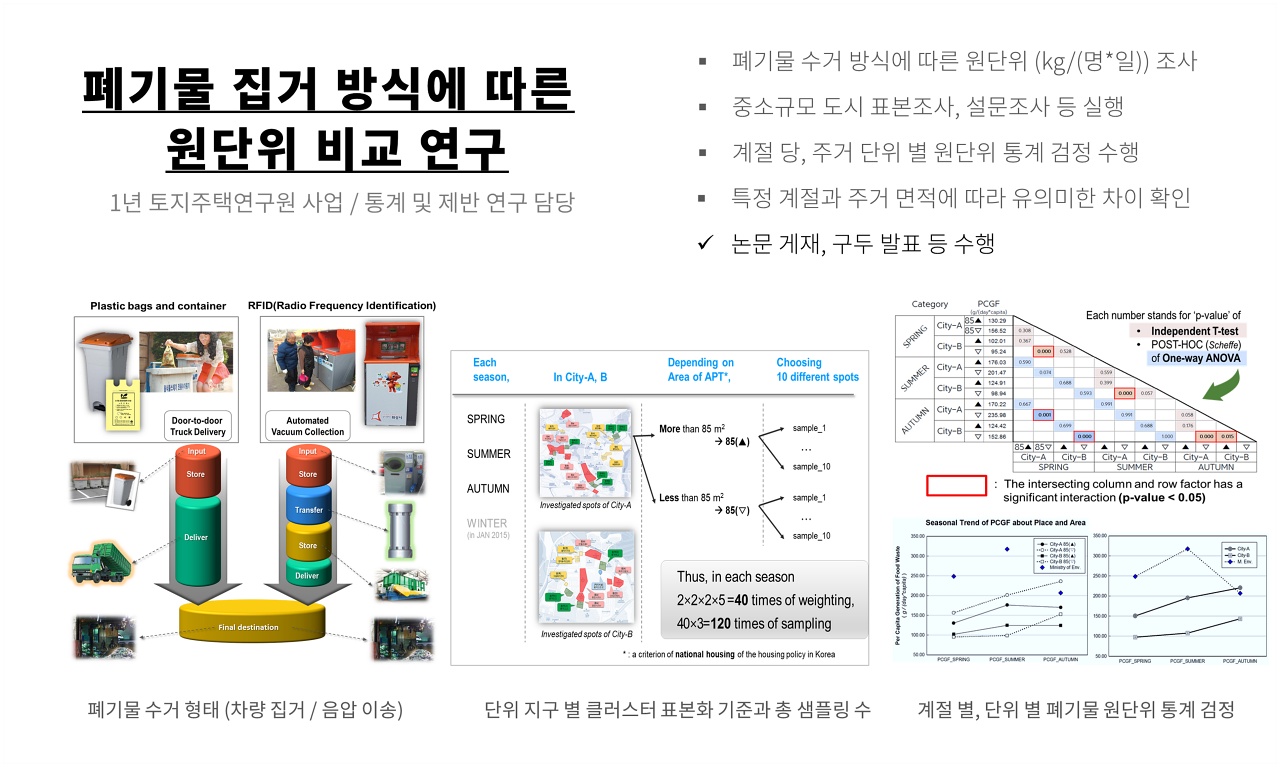 폐기물 집거 방식에 따른
원단위 비교 연구
1년 토지주택연구원 사업 / 통계 및 제반 연구 담당
▪ 폐기물 수거 방식에 따른 원단위 (kg/(명*일)) 조사
▪ 중소규모 도시 표본조사, 설문조사 등 실행
▪ 계절 당, 주거 단위 별 원단위 통계 검정 수행
▪ 특정 계절과 주거 면적에 따라 유의미한 차이 확인
✓ 논문 게재, 구두 발표 등 수행
Plastic bags and container
RFID(Radio Frequency Identification)
Door-to-door
Truck Delivery
Automated
Vacuum Collection
Input
Store
Deliver
Input
Store
Transfer
Store
Deliver
Final destination
폐기물 수거 형태 (차량 집거 / 음압 이송)
Each
season,
In City-A, B
Depending on
Area of APT*,
Choosing
10 different spots
SPRING
SUMMER
AUTUMN
WINTER
(in JAN 2015)
Investigated spots of City-A
Investigated spots of City-B
More than 85 m²
→ 85(▲)
Less than 85 m²
→ 85(▽)
sample_1
…
sample_10
sample_1
…
sample_10
Thus, in each season
2×2×2×5=40 times of weighting,
40×3=120 times of sampling
* : a criterion of national housing of the housing policy in Korea
단위 지구 별 클러스터 표본화 기준과 총 샘플링 수
Category PCGF
(g/(day*capita)
SPRING City-A 85▲ 130.29
85▽ 156.52 0.308
City-B ▲ 102.01 0.367
▽ 95.24 0.000 0.528
SUMMER City-A ▲ 176.03 0.590
▽ 201.47 0.074 0.559
City-B ▲ 124.91 0.688 0.399
▽ 98.94 0.593 0.000 0.057
AUTUMN City-A ▲ 170.22 0.667 0.991
▽ 235.98 0.001 0.991 0.058
City-B ▲ 124.42 0.699 0.688 0.176
▽ 152.86 0.000 1.000 0.000 0.015
85▲ 85▽ ▲ ▽ ▲ ▽ ▲ ▽ ▲ ▽ ▲ ▽
City-A City-B City-A City-B City-A City-B
SPRING SUMMER AUTUMN
Each number stands for 'p-value' of
• Independent T-test
• POST-HOC (Scheffe)
of One-way ANOVA
: The intersecting column and row factor has a
significant interaction (p-value < 0.05)
Seasonal Trend of PCGF about Place and Area
Per Capita Generation of Food Waste
( g / (day*capita) )
350.00
300.00
250.00
200.00
150.00
100.00
50.00
PCGF_SPRING PCGF_SUMMER PCGF_AUTUMN
City-A 85(▲)
City-A 85(▽)
City-B 85(▲)
City-B 85(▽)
Ministry of Env.
350.00
300.00
250.00
200.00
150.00
100.00
50.00
PCGF_SPRING PCGF_SUMMER PCGF_AUTUMN
City-A
City-B
M. Env.
계절 별, 단위 별 폐기물 원단위 통계 검정